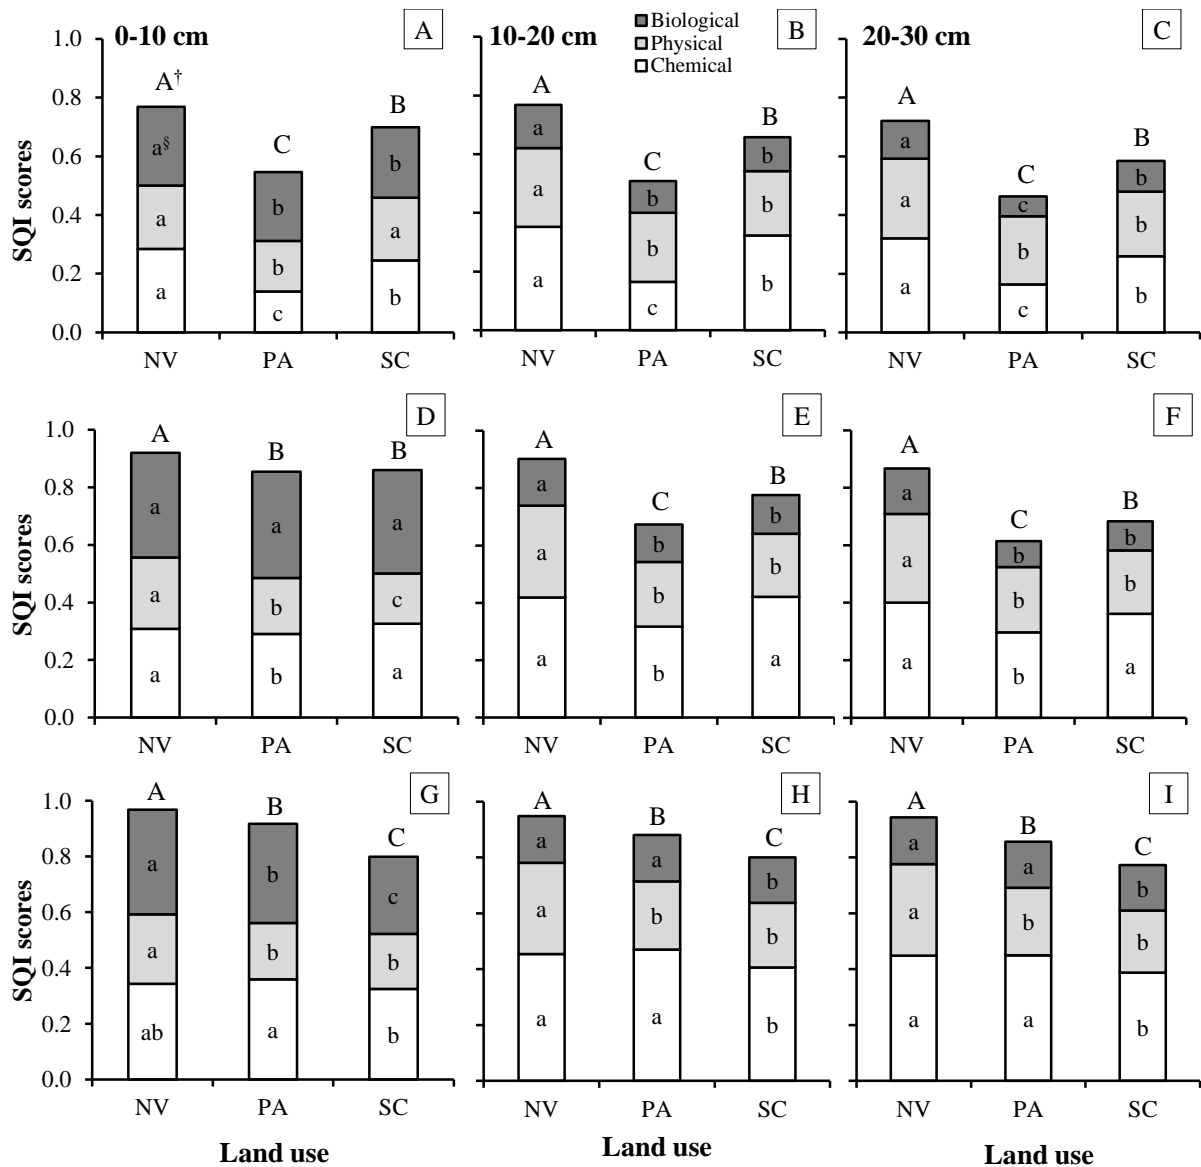 0-10 cm
A
1.0
0.8
0.6
0.4
0.2
0.0
SQI scores
A†
C
B
a§
b
b
a
b
a
a
c
b
NV PA SC
10-20 cm
B
Biological
Physical
Chemical
A
C
B
a
b
b
a
b
b
a
c
b
NV PA SC
20-30 cm
C
A
C
B
a
c
b
a
b
b
a
c
b
NV PA SC
D
1.0
0.8
0.6
0.4
0.2
0.0
SQI scores
A
B
B
a
a
a
a
b
c
a
b
a
NV PA SC
E
A
C
B
a
b
b
a
b
b
a
b
a
NV PA SC
F
A
C
B
a
b
b
a
b
b
a
b
a
NV PA SC
G
1.0
0.8
0.6
0.4
0.2
0.0
SQI scores
A
B
C
a
b
c
a
b
b
ab
a
b
NV PA SC
Land use
H
A
B
C
a
a
b
a
b
b
a
a
b
NV PA SC
Land use
I
A
B
C
a
a
b
a
b
b
a
a
b
NV PA SC
Land use